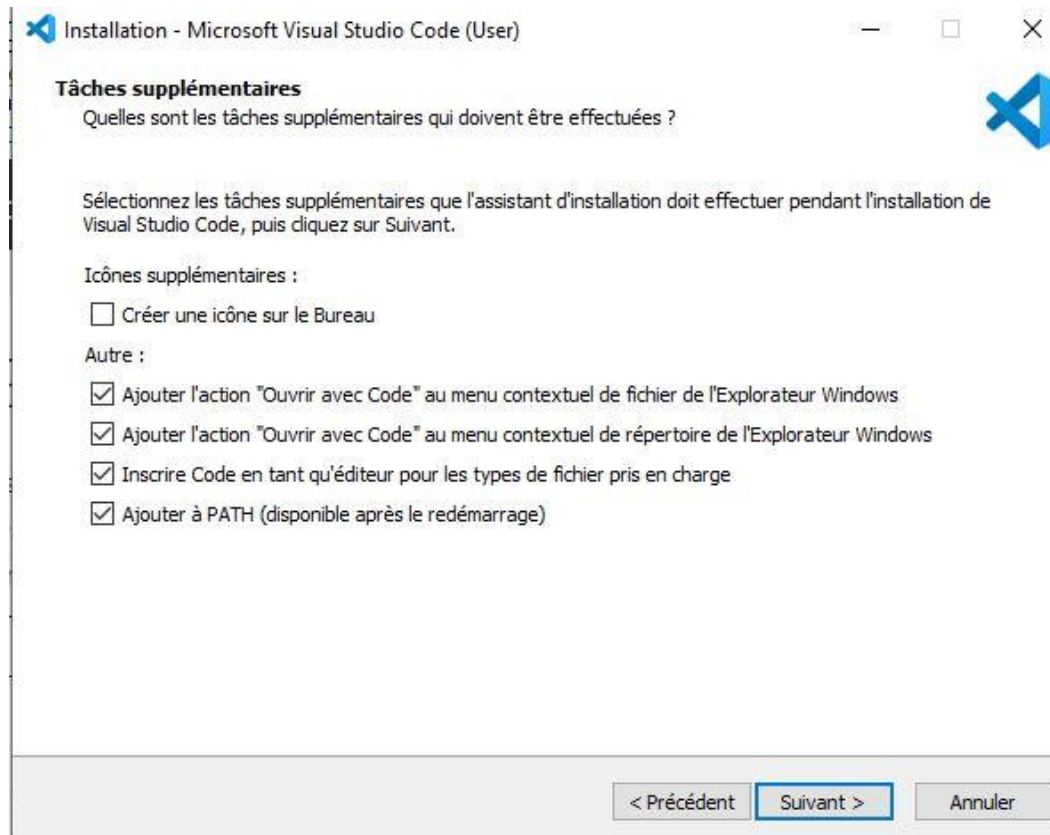 Installation - Microsoft Visual Studio Code (User)
Tâches supplémentaires
Quelles sont les tâches supplémentaires qui doivent être effectuées ?
Sélectionnez les tâches supplémentaires que l'assistant d'installation doit effectuer pendant l'installation de
Visual Studio Code, puis cliquez sur Suivant.
Icônes supplémentaires :
Créer une icône sur le Bureau
Autre :
Ajouter l'action "Ouvrir avec Code" au menu contextuel de fichier de l'Explorateur Windows
Ajouter l'action "Ouvrir avec Code" au menu contextuel de répertoire de l'Explorateur Windows
Inscrire Code en tant qu'éditeur pour les types de fichier pris en charge
Ajouter à PATH (disponible après le redémarrage)
< Précédent Suivant > Annuler